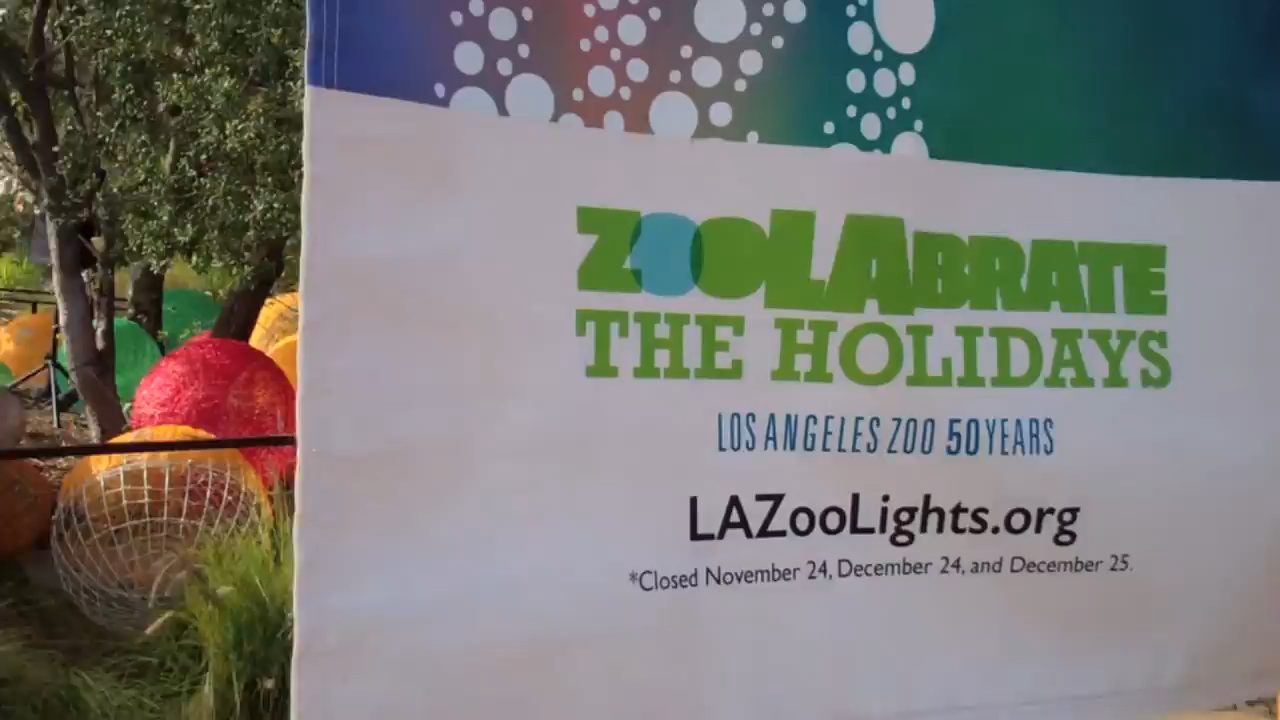 ZOOLABRATE
THE HOLIDAYS
LOS ANGELES ZOO 50 YEARS
LAZooLights.org
*Closed November 24, December 24, and December 25.